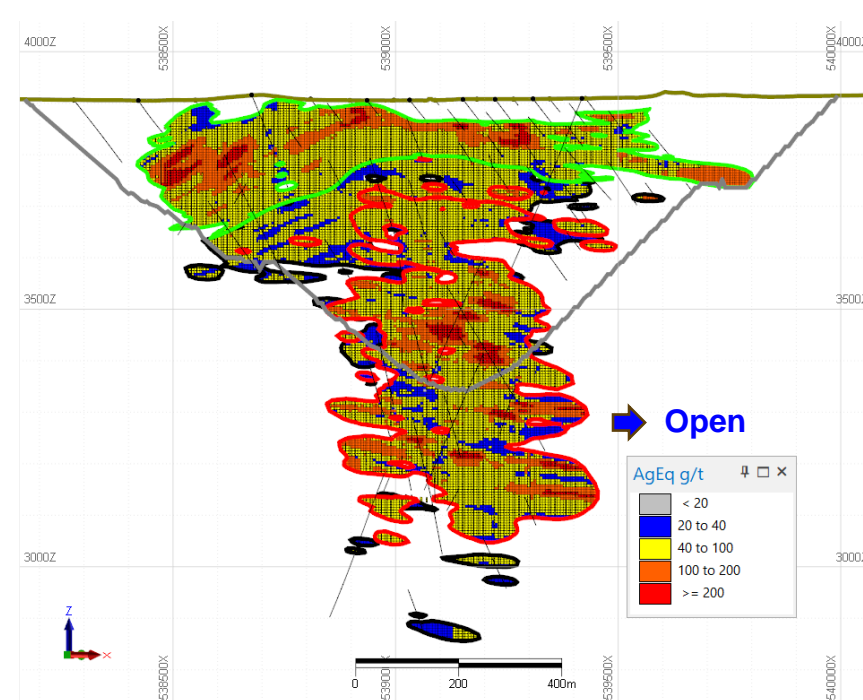 4000Z
538500X
539000X
539500X
540000X
4000Z
3500Z
3500Z
Open
AgEq g/t
< 20
20 to 40
40 to 100
100 to 200
>= 200
3000Z
3000Z
Z
X
538500X
539000X
539500X
540000X
0
200
400m